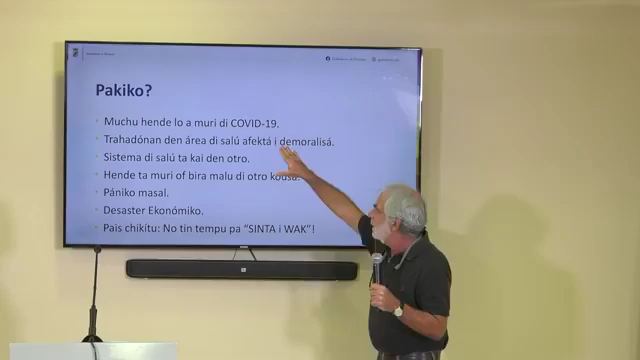 Pakiko?
• Muchu hende lo a muri di COVID-19.
• Trahadónan den área di salú afektá i demoralisá.
• Sistema di salú ta kai den otro.
• Hende ta muri of bira malu di otro kousa.
• Pániko masal.
• Desaster Ekonómiko.
• Pais chikítu: No tin tempu pa “SINTA i WAK”!
JBL